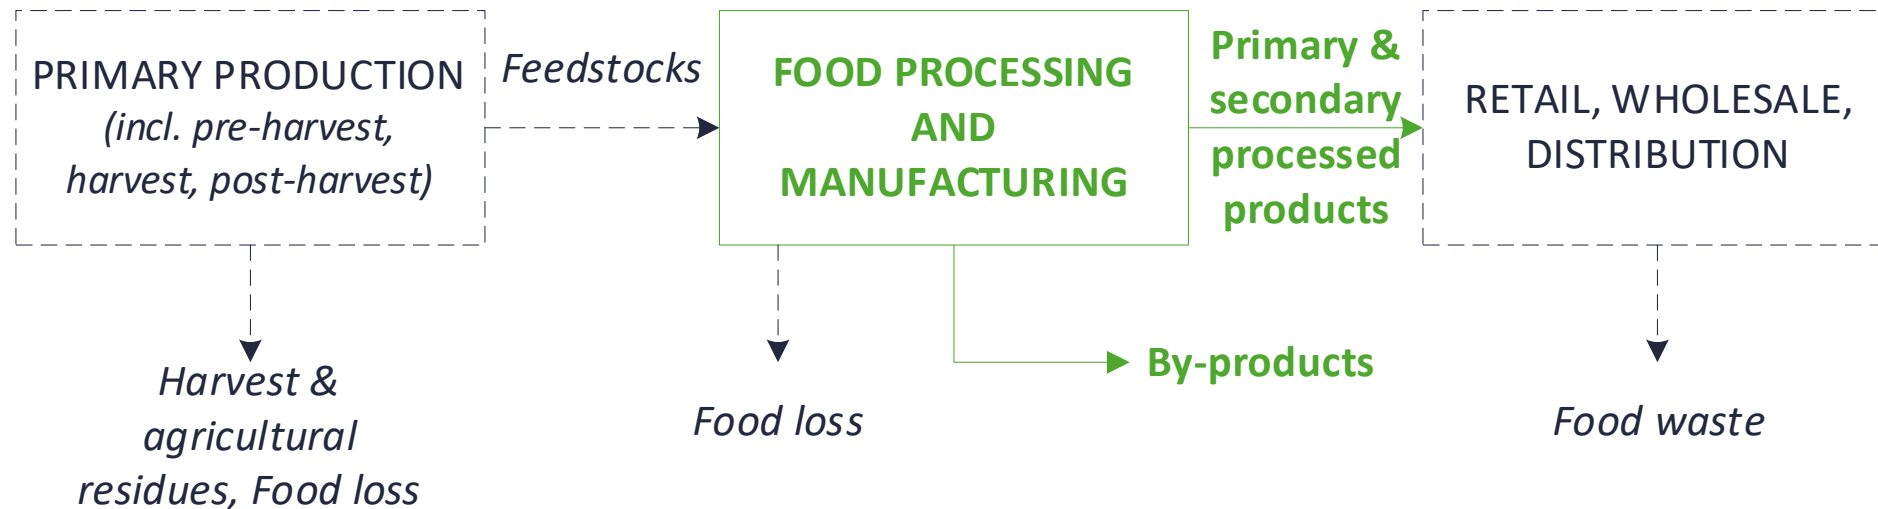 PRIMARY PRODUCTION
(incl. pre-harvest,
harvest, post-harvest)
Feedstocks
FOOD PROCESSING
AND
MANUFACTURING
Primary &
secondary
processed
products
RETAIL, WHOLESALE,
DISTRIBUTION
Harvest &
agricultural
residues, Food loss
Food loss
By-products
Food waste